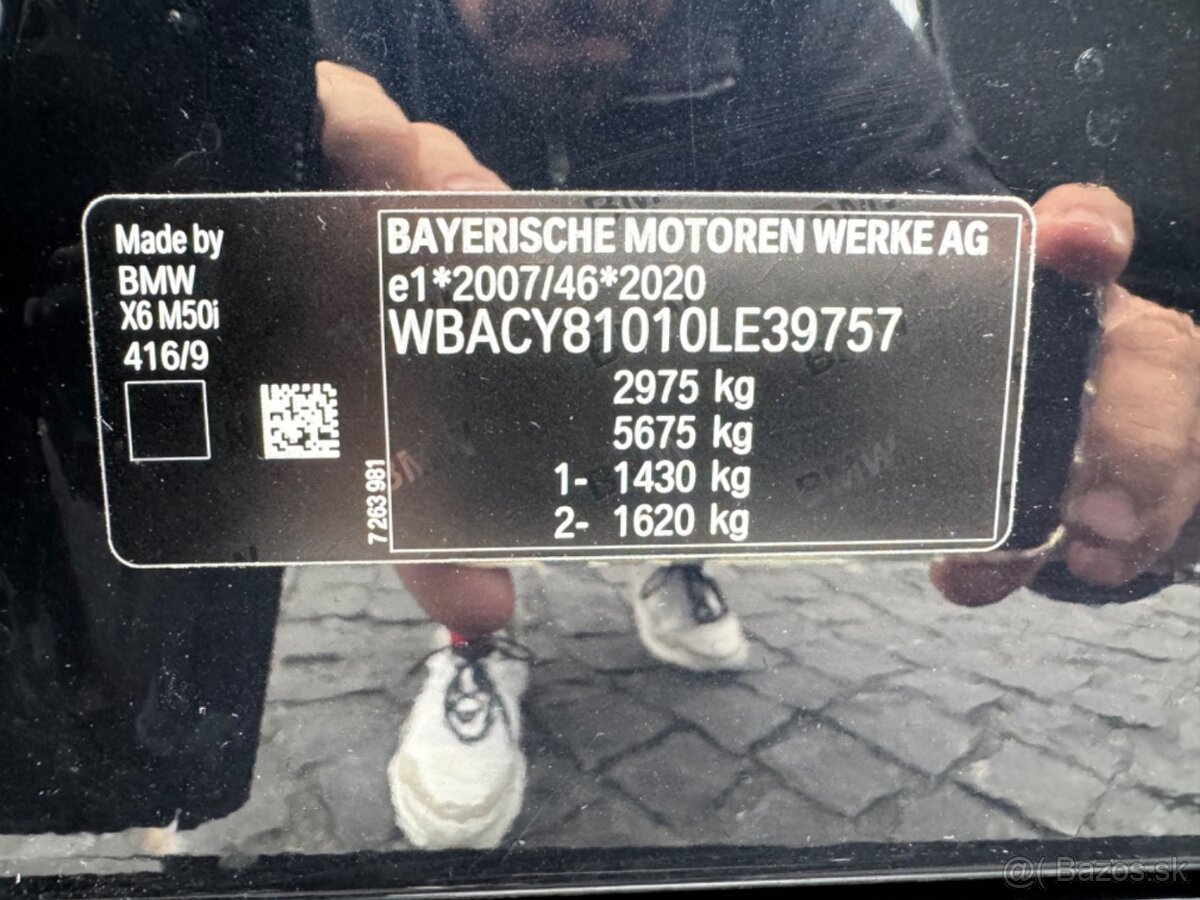 Made by
BMW
X6 M50i
416/9
7 263 981
BAYERISCHE MOTOREN WERKE AG
e1*2007/46*2020
WBACY81010LE39757
2975 kg
5675 kg
1- 1430 kg
2- 1620 kg
@( Bazos.sk